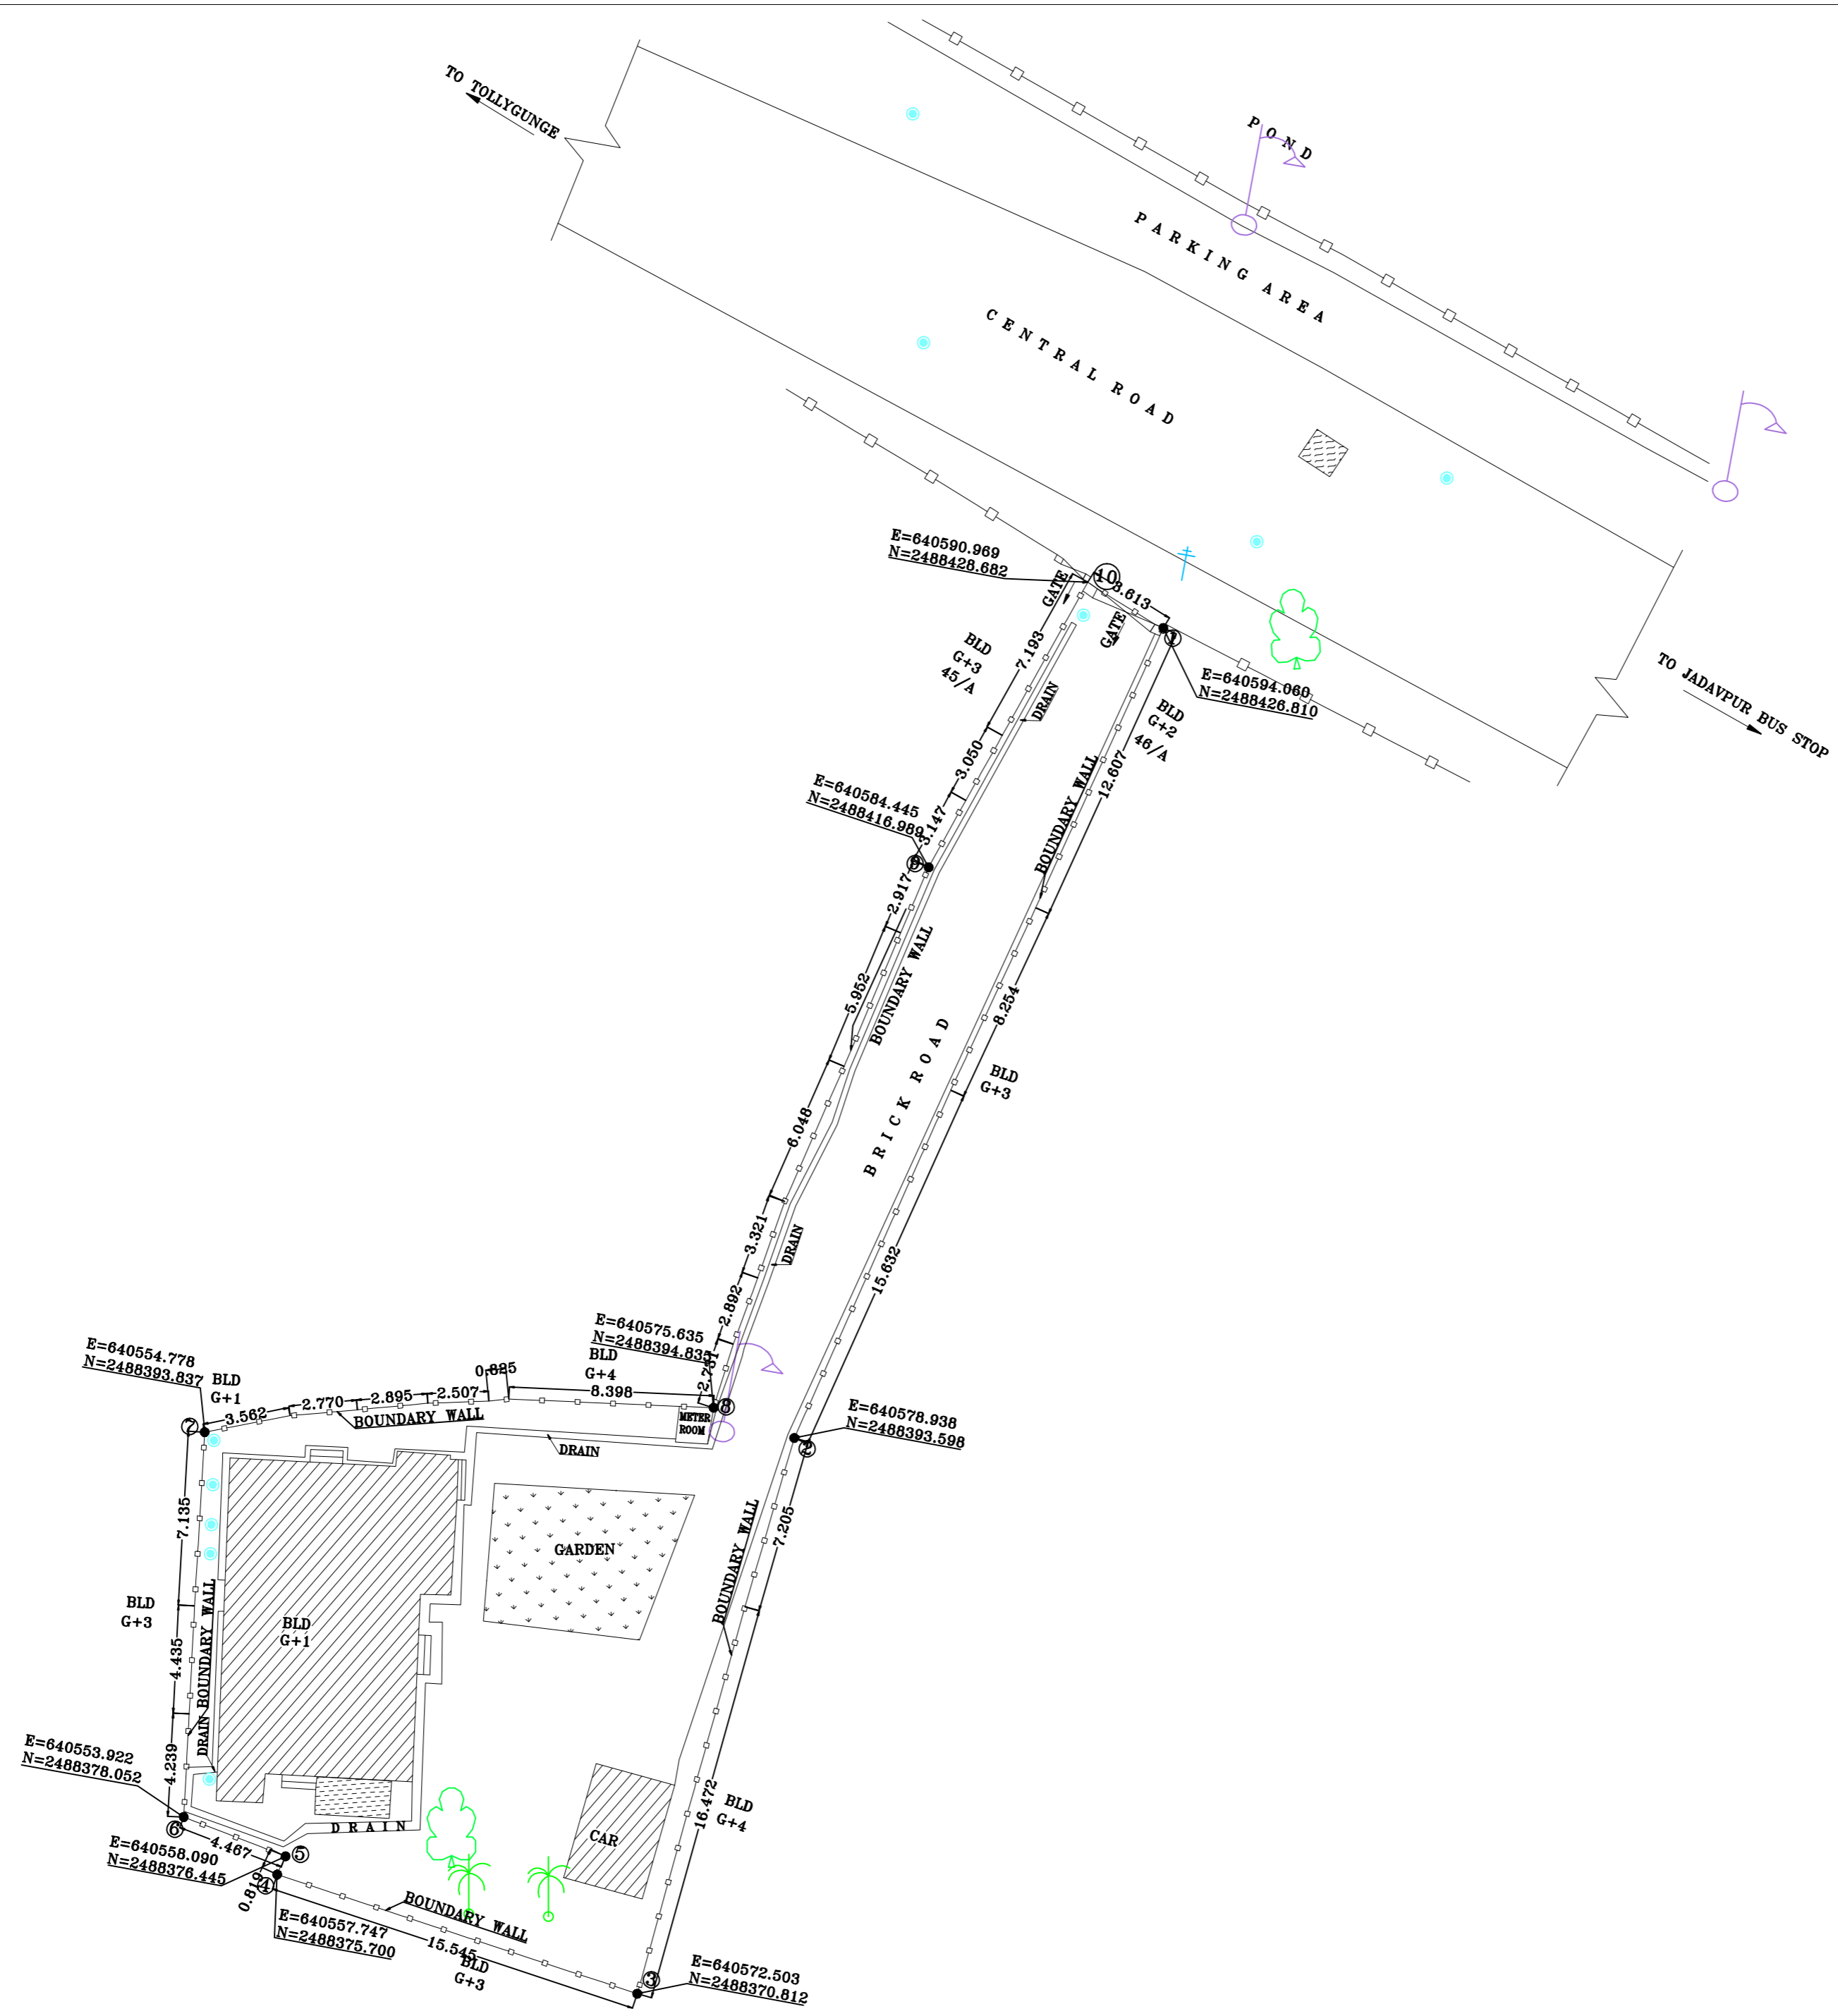 TO TOLLYGUNGE
POND
PARKING AREA
CENTRAL ROAD
E=640590.969
N=2488428.682
10
3.613
GATE
GATE
1
7.193
BLD
G+3
45/A
DRAIN
E=640594.060
N=2488426.810
TO JADAVPUR BUS STOP
BLD
G+2
46/A
3.050
12.607
BOUNDARY WALL
E=640584.445
N=2488416.989
3.147
9
2.917
BOUNDARY WALL
5.952
8.254
BRICK ROAD
BLD
G+3
6.048
3.321
DRAIN
15.632
2.892
E=640575.635
N=2488394.835
BLD
G+4
2.731
E=640554.778
N=2488393.837
BLD
G+1
0.825
8.398
3.562
2.770
2.895
2.507
BOUNDARY WALL
7
METER
ROOM
8
E=640578.938
N=2488393.598
2
DRAIN
7.135
GARDEN
7.205
BOUNDARY WALL
BLD
G+3
BLD
G+1
BOUNDARY WALL
4.435
DRAIN
4.239
E=640553.922
N=2488378.052
6
16.472
BLD
G+4
DRAIN
CAR
4.467
5
E=640558.090
N=2488376.445
0.819
4
BOUNDARY WALL
E=640557.747
N=2488375.700
15.545
BLD
G+3
3
E=640572.503
N=2488370.812